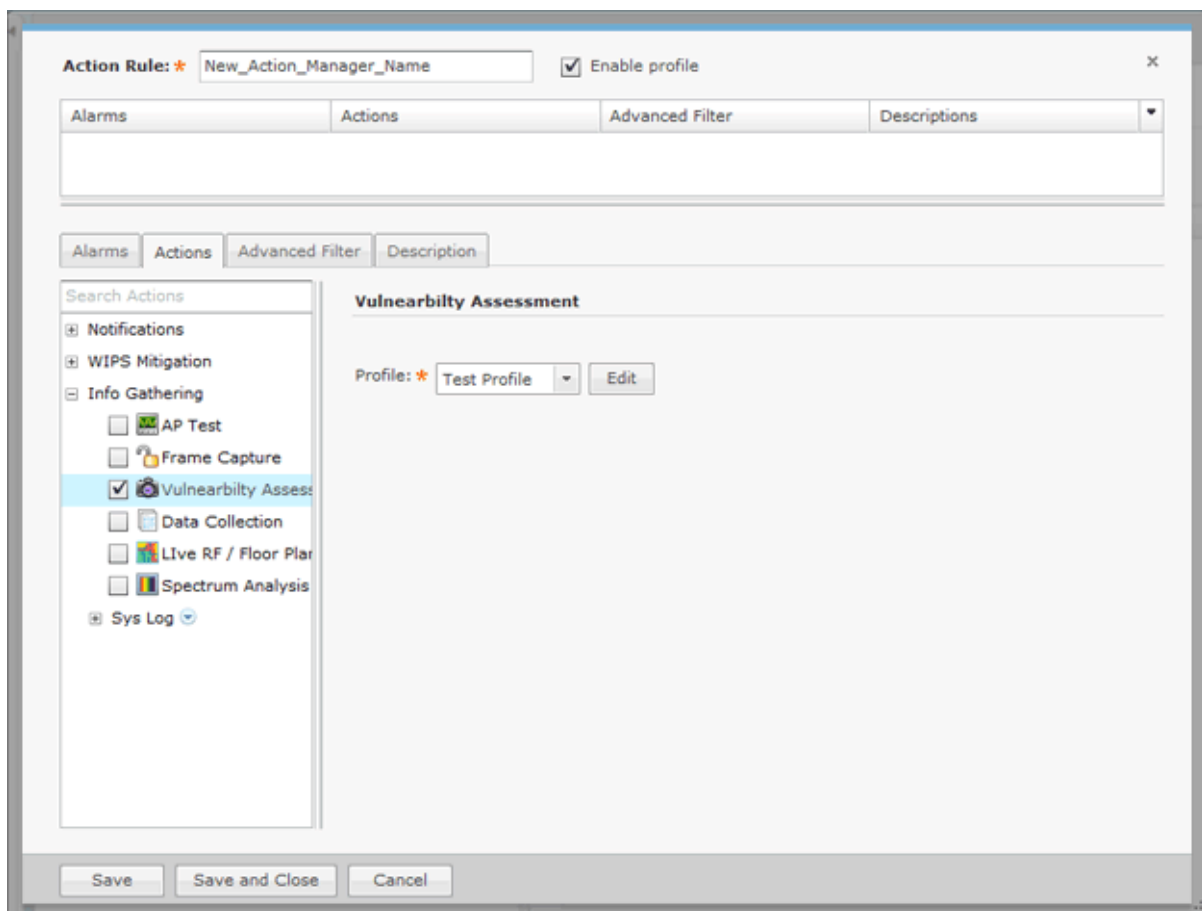 Action Rule: * New_Action_Manager_Name Enable profile
Alarms Actions Advanced Filter Descriptions
Alarms Actions Advanced Filter Description
Search Actions
Notifications
WIPS Mitigation
Info Gathering
AP Test
Frame Capture
Vulnearbilty Assess
Data Collection
LIve RF / Floor Plan
Spectrum Analysis
Sys Log
Vulnearbilty Assessment
Profile: * Test Profile Edit
Save Save and Close Cancel